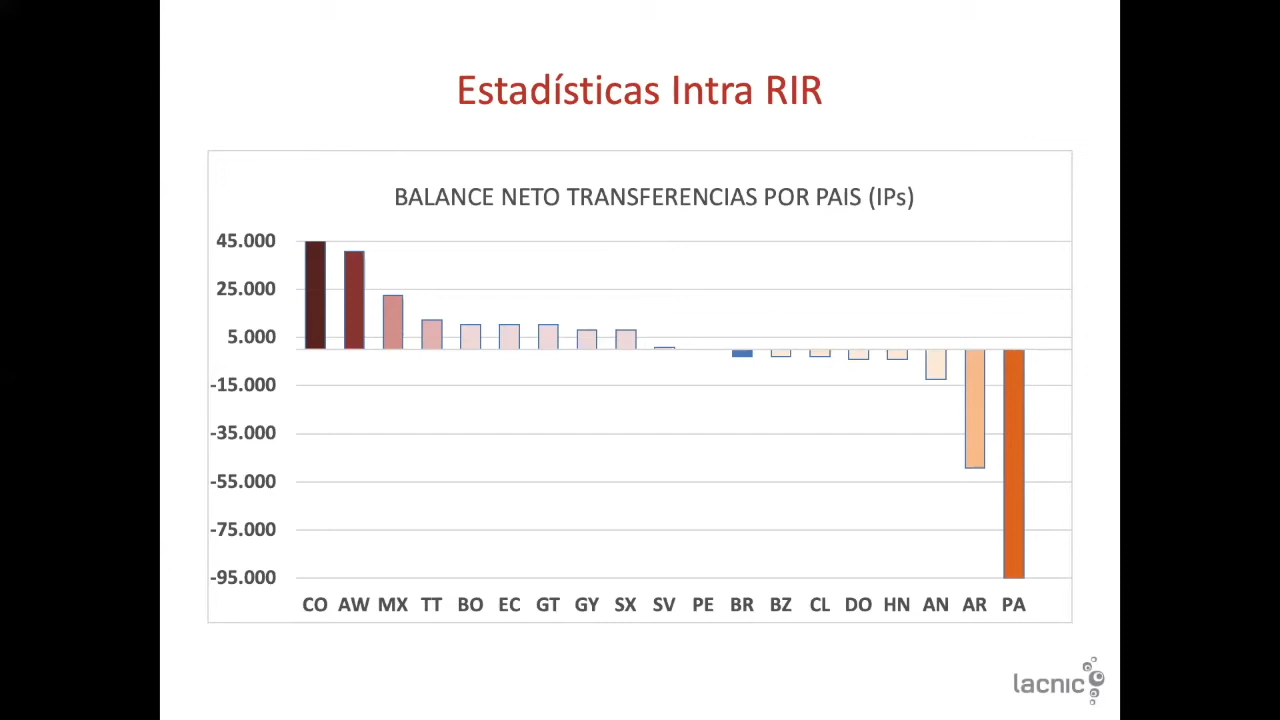 Estadísticas Intra RIR
BALANCE NETO TRANSFERENCIAS POR PAIS (IPs)
45.000
25.000
5.000
-15.000
-35.000
-55.000
-75.000
-95.000
CO AW MX TT BO EC GT GY SX SV PE BR BZ CL DO HN AN AR PA
lacnic